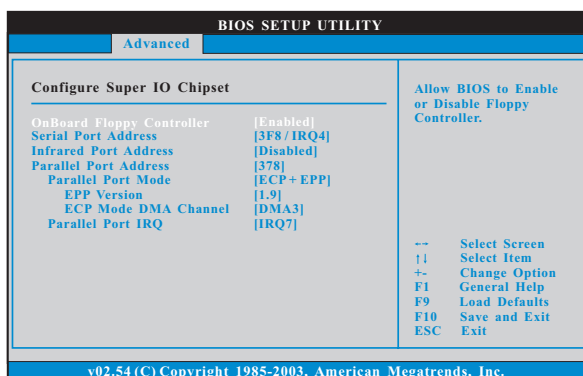 BIOS SETUP UTILITY
Advanced
Configure Super IO Chipset
OnBoard Floppy Controller [Enabled]
Serial Port Address [3F8 / IRQ4]
Infrared Port Address [Disabled]
Parallel Port Address [378]
Parallel Port Mode [ECP + EPP]
EPP Version [1.9]
ECP Mode DMA Channel [DMA3]
Parallel Port IRQ [IRQ7]
Allow BIOS to Enable
or Disable Floppy
Controller.
←→ Select Screen
↑↓ Select Item
+- Change Option
F1 General Help
F9 Load Defaults
F10 Save and Exit
ESC Exit
v02.54 (C) Copyright 1985-2003, American Megatrends, Inc.